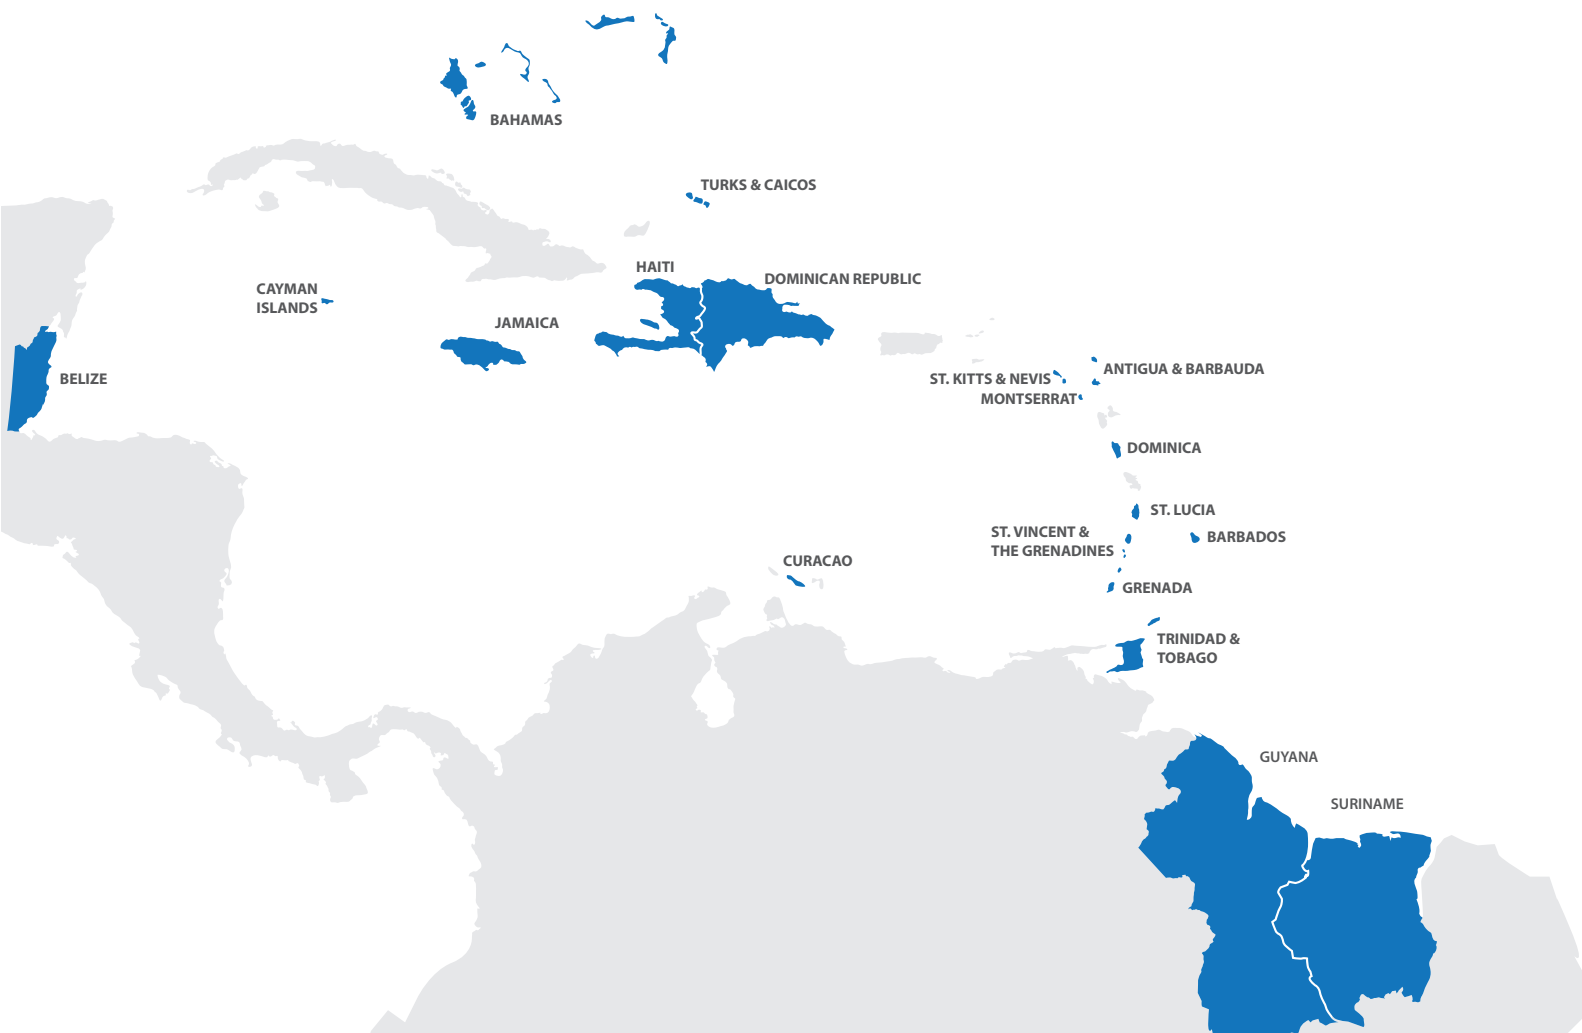 BAHAMAS
TURKS & CAICOS
HAITI
DOMINICAN REPUBLIC
CAYMAN
ISLANDS
JAMAICA
BELIZE
ANTIGUA & BARBAUDA
ST. KITTS & NEVIS
MONTSERRAT
DOMINICA
ST. LUCIA
ST. VINCENT &
THE GRENADINES
BARBADOS
CURACAO
GRENADA
TRINIDAD &
TOBAGO
GUYANA
SURINAME